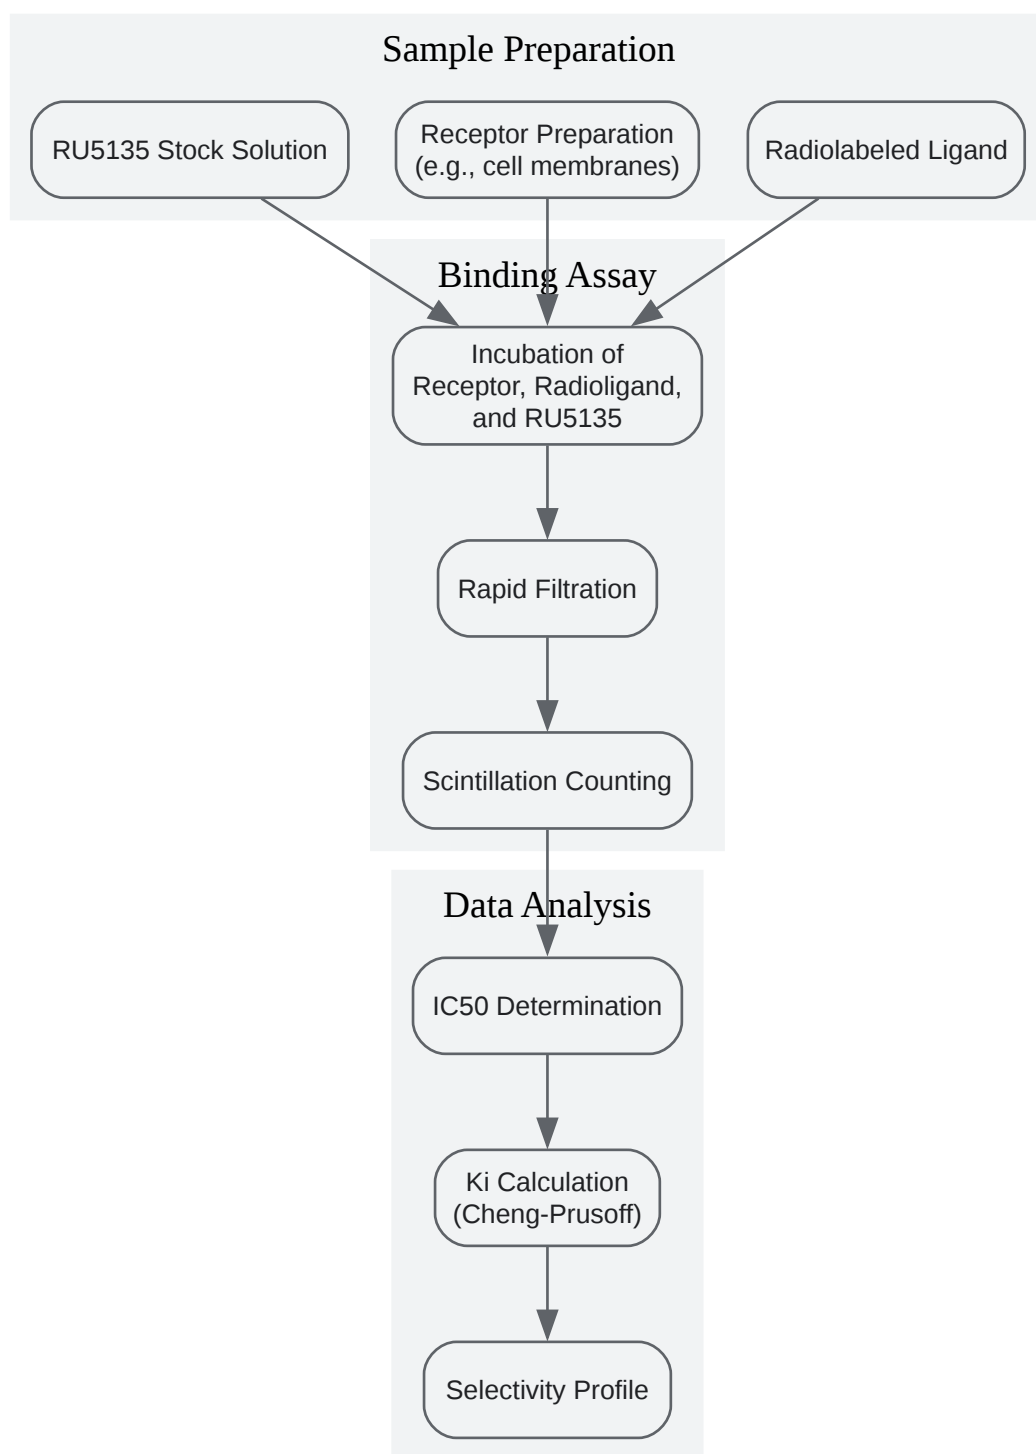 Sample Preparation
RU5135 Stock Solution
Receptor Preparation
(e.g., cell membranes)
Radiolabeled Ligand
Binding Assay
Incubation of
Receptor, Radioligand,
and RU5135
Rapid Filtration
Scintillation Counting
Data Analysis
IC50 Determination
Ki Calculation
(Cheng-Prusoff)
Selectivity Profile